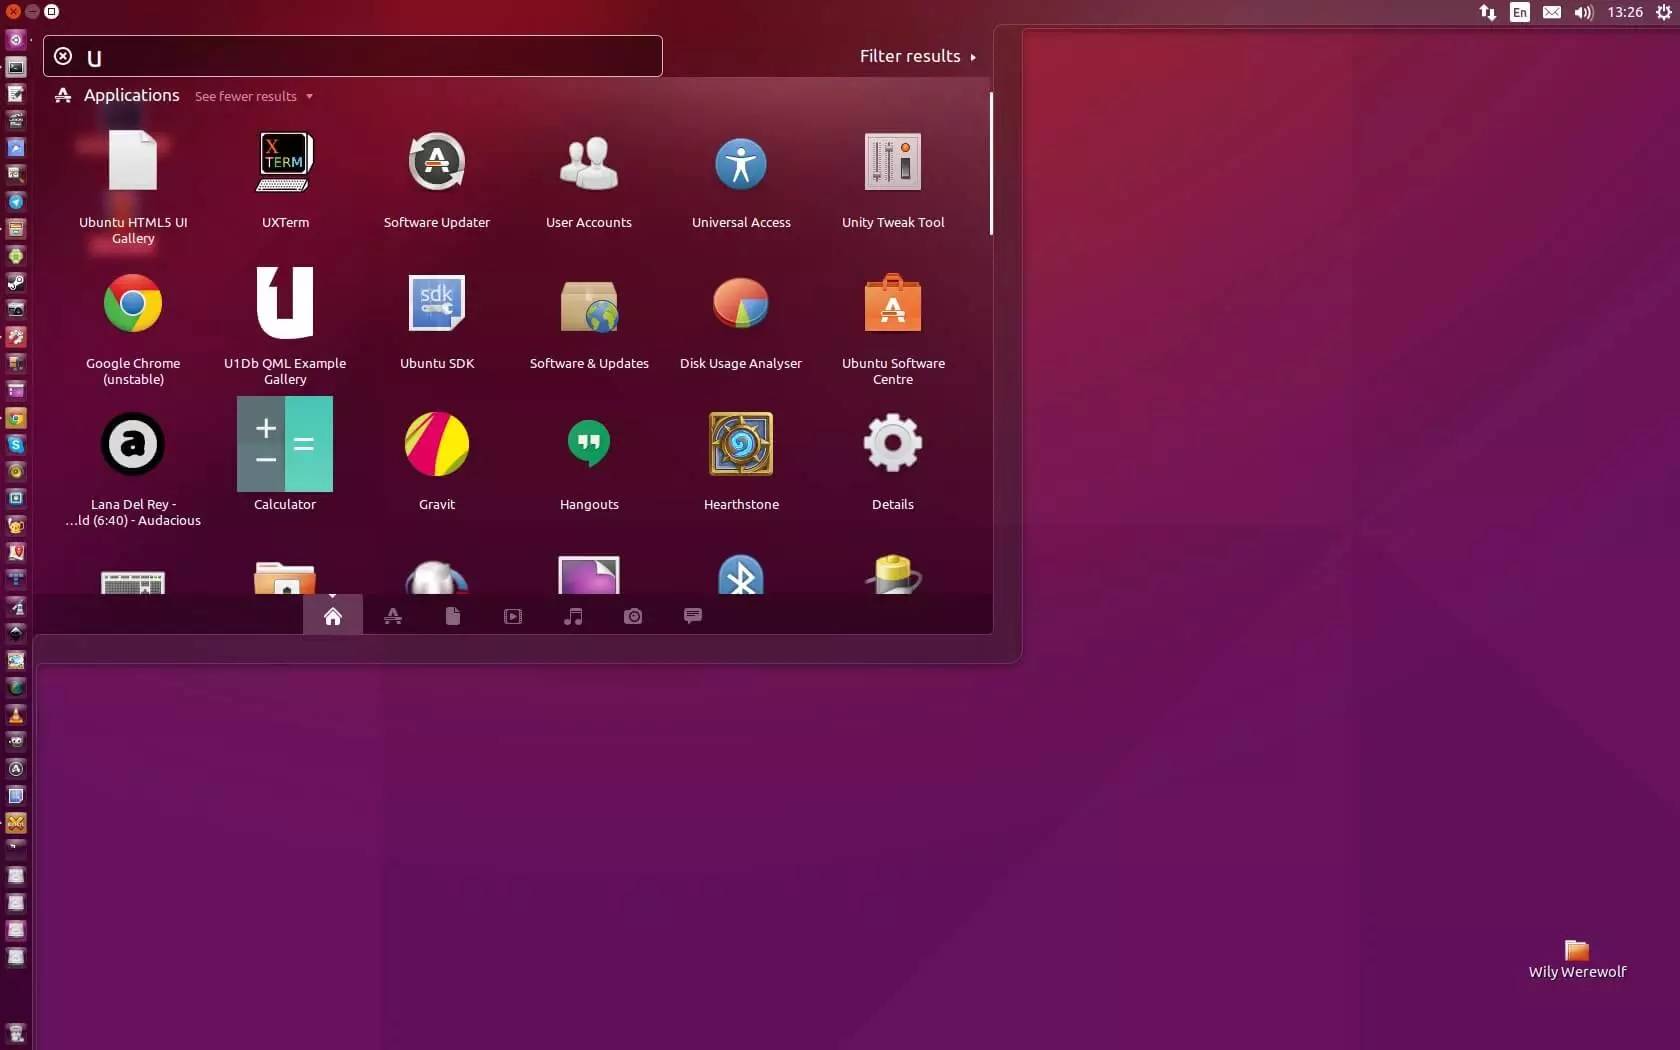 En 13:26
u
Filter results
Applications See fewer results
X
TERM
Ubuntu HTML5 UI
Gallery
UXTerm
Software Updater
User Accounts
Universal Access
Unity Tweak Tool
sdk
Google Chrome
(unstable)
U1Db QML Example
Gallery
Ubuntu SDK
Software & Updates
Disk Usage Analyser
Ubuntu Software
Centre
a
Lana Del Rey -
...ld (6:40) - Audacious
Calculator
Gravit
Hangouts
Hearthstone
Details
Wily Werewolf